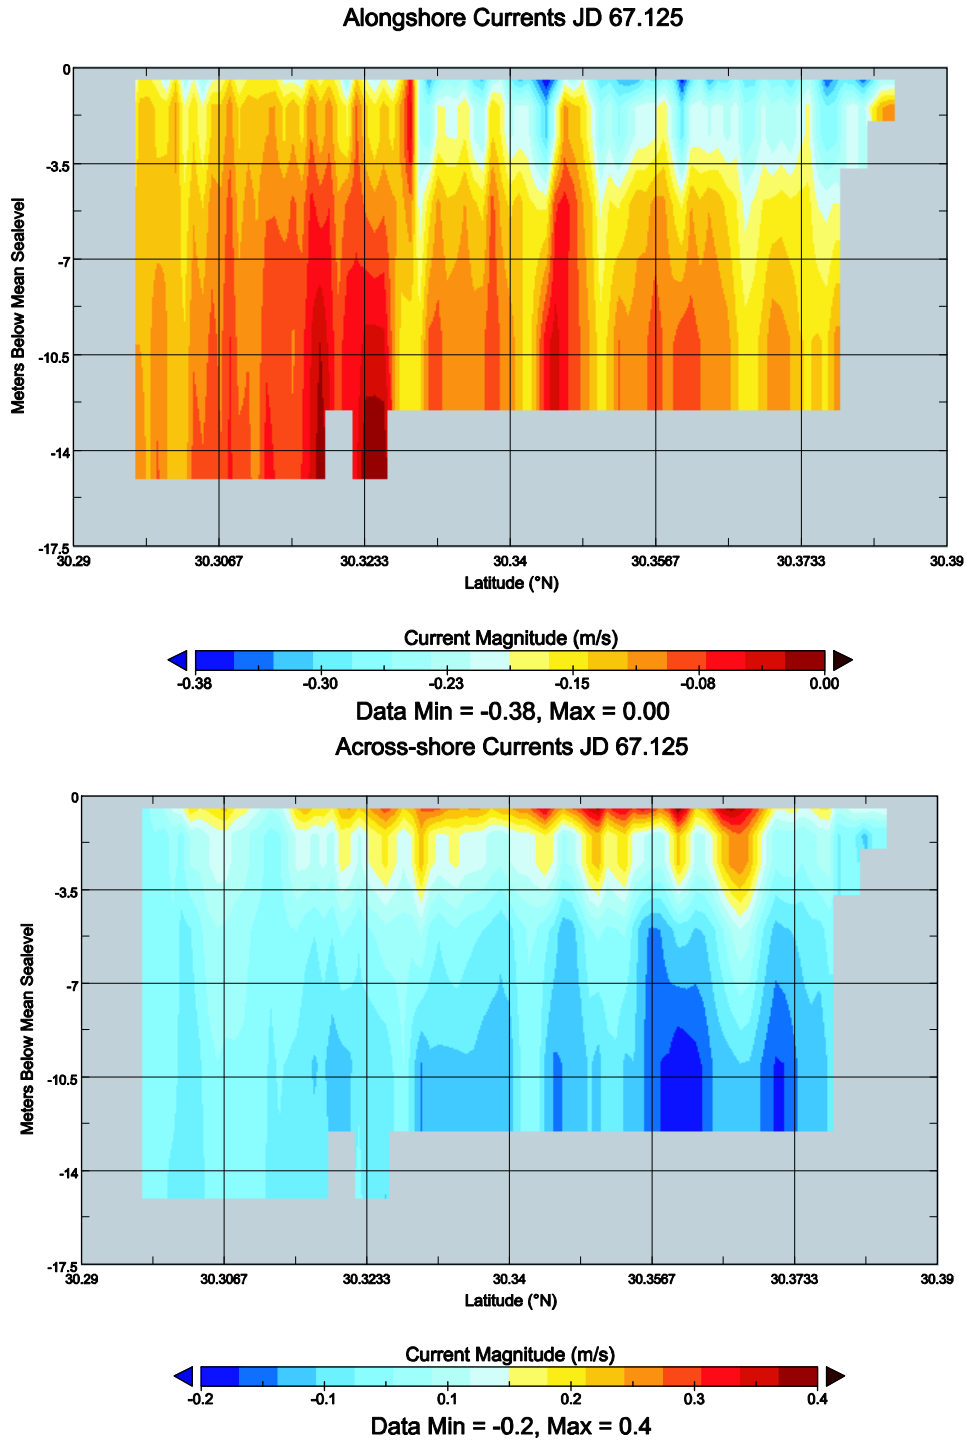 Alongshore Currents JD 67.125
0
-3.5
-7
-10.5
-14
-17.5
Meters Below Mean Sealevel
30.29 30.3067 30.3233 30.34 30.3567 30.3733 30.39
Latitude (°N)
Current Magnitude (m/s)
-0.38 -0.30 -0.23 -0.15 -0.08 0.00
Data Min = -0.38, Max = 0.00
Across-shore Currents JD 67.125
0
-3.5
-7
-10.5
-14
-17.5
Meters Below Mean Sealevel
30.29 30.3067 30.3233 30.34 30.3567 30.3733 30.39
Latitude (°N)
Current Magnitude (m/s)
-0.2 -0.1 0.1 0.2 0.3 0.4
Data Min = -0.2, Max = 0.4